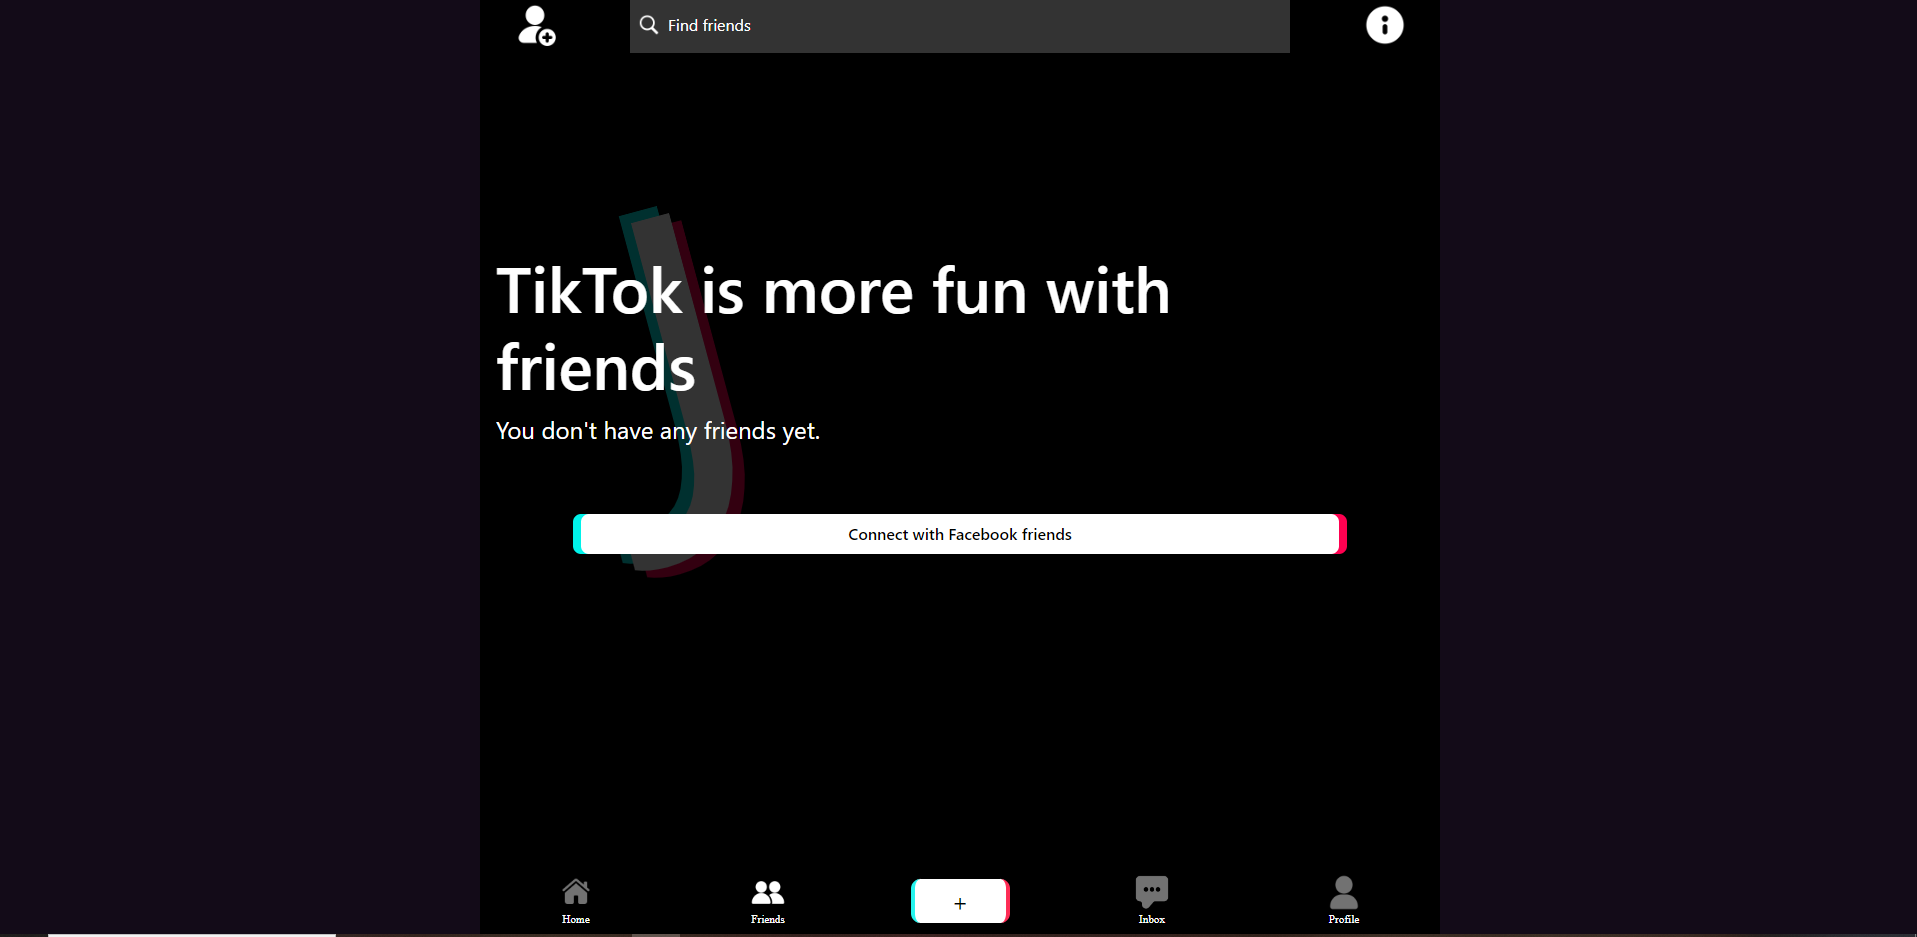 Find friends
TikTok is more fun with
friends
You don't have any friends yet.
Connect with Facebook friends
+
Home
Friends
Inbox
Profile